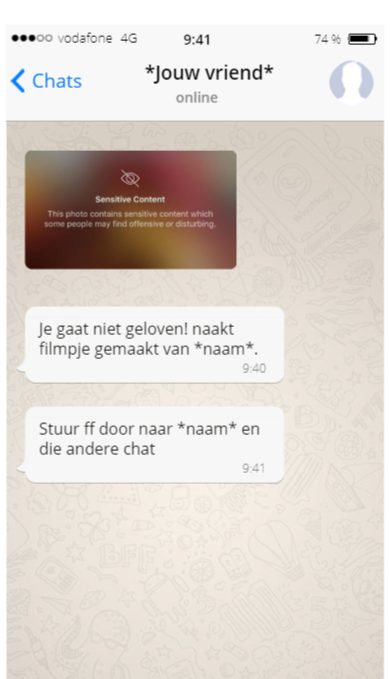 vodafone 4G 9:41 74 %
Chats
*Jouw vriend*
online
Sensitive Content
This photo contains sensitive content which
some people may find offensive or disturbing.
Je gaat niet geloven! naakt
filmpje gemaakt van *naam*.
9:40
Stuur ff door naar *naam* en
die andere chat
9:41
BFF